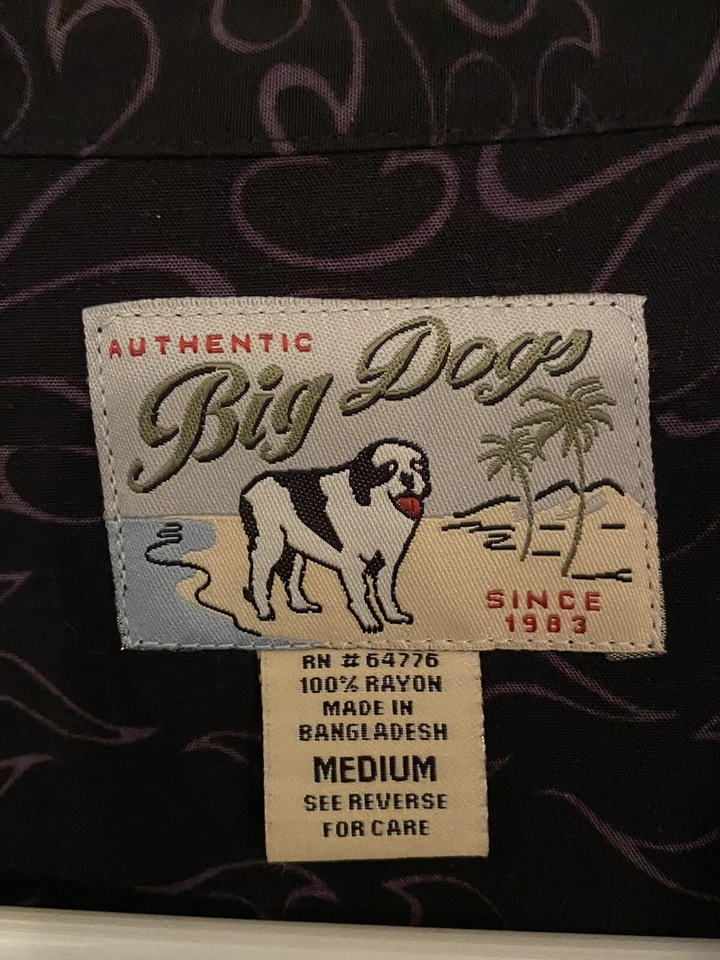 AUTHENTIC
Big Dogs
SINCE
1983
RN # 64776
100% RAYON
MADE IN
BANGLADESH
MEDIUM
SEE REVERSE
FOR CARE